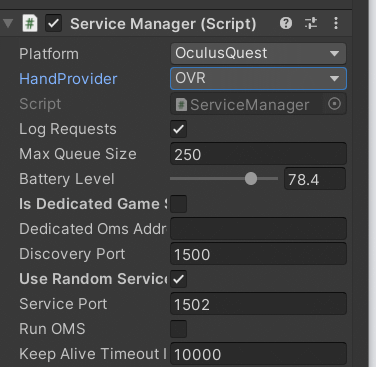 Service Manager (Script)
Platform OculusQuest
HandProvider OVR
Script ServiceManager
Log Requests
Max Queue Size 250
Battery Level 78.4
Is Dedicated Game
Dedicated Oms Addr
Discovery Port 1500
Use Random Service
Service Port 1502
Run OMS
Keep Alive Timeout 10000